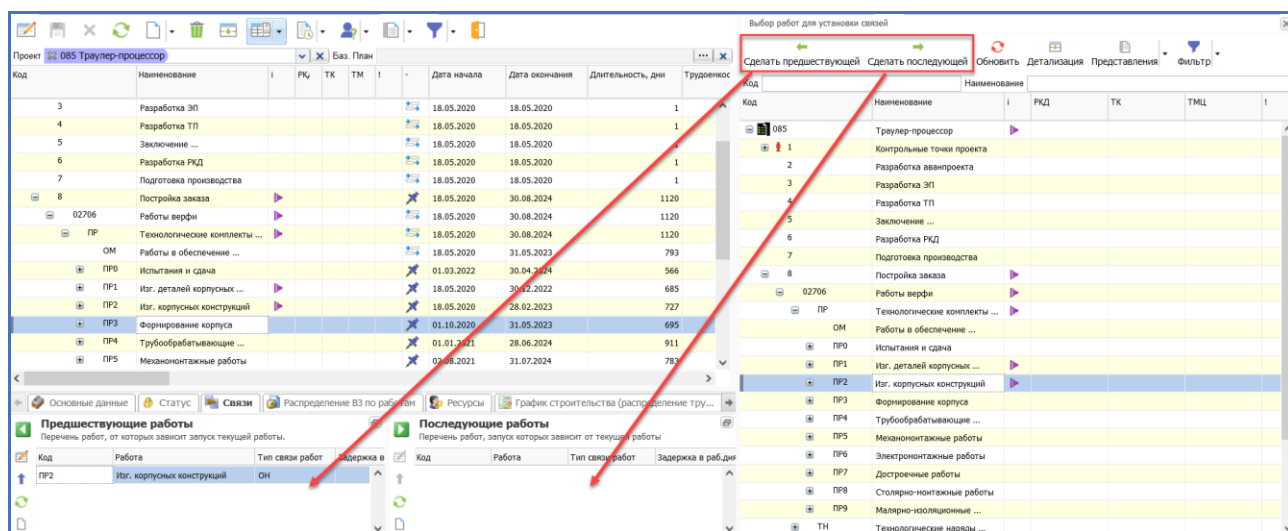 Проект 085 Траулер-процессор Баз. План
Код Наименование i РК, ТК ТМ ! - Дата начала Дата окончания Длительность, дни Трудоемкос
3 Разработка ЭП 18.05.2020 18.05.2020 1
4 Разработка ТП 18.05.2020 18.05.2020 1
5 Заключение ... 18.05.2020 18.05.2020 1
6 Разработка РКД 18.05.2020 18.05.2020 1
7 Подготовка производства 18.05.2020 18.05.2020 1
8 Постройка заказа 18.05.2020 30.08.2024 1120
02706 Работы верфи 18.05.2020 30.08.2024 1120
ПР Технологические комплекты ... 18.05.2020 30.08.2024 1120
ОМ Работы в обеспечение ... 18.05.2020 31.05.2023 793
ПР0 Испытания и сдача 01.03.2022 30.04.2024 566
ПР1 Изг. деталей корпусных ... 18.05.2020 30.12.2022 685
ПР2 Изг. корпусных конструкций 18.05.2020 28.02.2023 727
ПР3 Формирование корпуса 01.10.2020 31.05.2023 695
ПР4 Трубообрабатывающие ... 01.01.2021 28.06.2024 911
ПР5 Механомонтажные работы 02.08.2021 31.07.2024 783
Основные данные Статус Связи Распределение ВЗ по работам Ресурсы График строительства (распределение тру...
Предшествующие работы
Перечень работ, от которых зависит запуск текущей работы.
Код Работа Тип связи работ Задержка в
ПР2 Изг. корпусных конструкций ОН
Последующие работы
Перечень работ, запуск которых зависит от текущей работы
Код Работа Тип связи работ Задержка в раб.дня
Выбор работ для установки связей
Сделать предшествующей Сделать последующей Обновить Детализация Представления Фильтр
Код Наименование
Код Наименование i РКД ТК ТМЦ !
085 Траулер-процессор
1 Контрольные точки проекта
2 Разработка аванпроекта
3 Разработка ЭП
4 Разработка ТП
5 Заключение ...
6 Разработка РКД
7 Подготовка производства
8 Постройка заказа
02706 Работы верфи
ПР Технологические комплекты ...
ОМ Работы в обеспечение ...
ПР0 Испытания и сдача
ПР1 Изг. деталей корпусных ...
ПР2 Изг. корпусных конструкций
ПР3 Формирование корпуса
ПР4 Трубообрабатывающие ...
ПР5 Механомонтажные работы
ПР6 Электромонтажные работы
ПР7 Достроечные работы
ПР8 Столярно-монтажные работы
ПР9 Малярно-изоляционные ...
ТН Технологические наряды ...